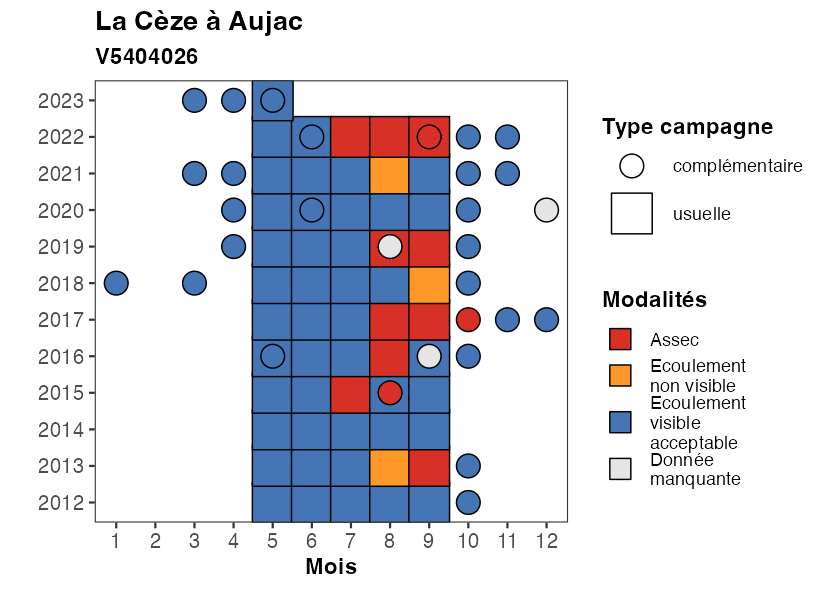 La Cèze à Aujac
V5404026
2023
2022
2021
2020
2019
2018
2017
2016
2015
2014
2013
2012
1 2 3 4 5 6 7 8 9 10 11 12
Mois
Type campagne
complémentaire
usuelle
Modalités
Assec
Ecoulement
non visible
Ecoulement
visible
acceptable
Donnée
manquante